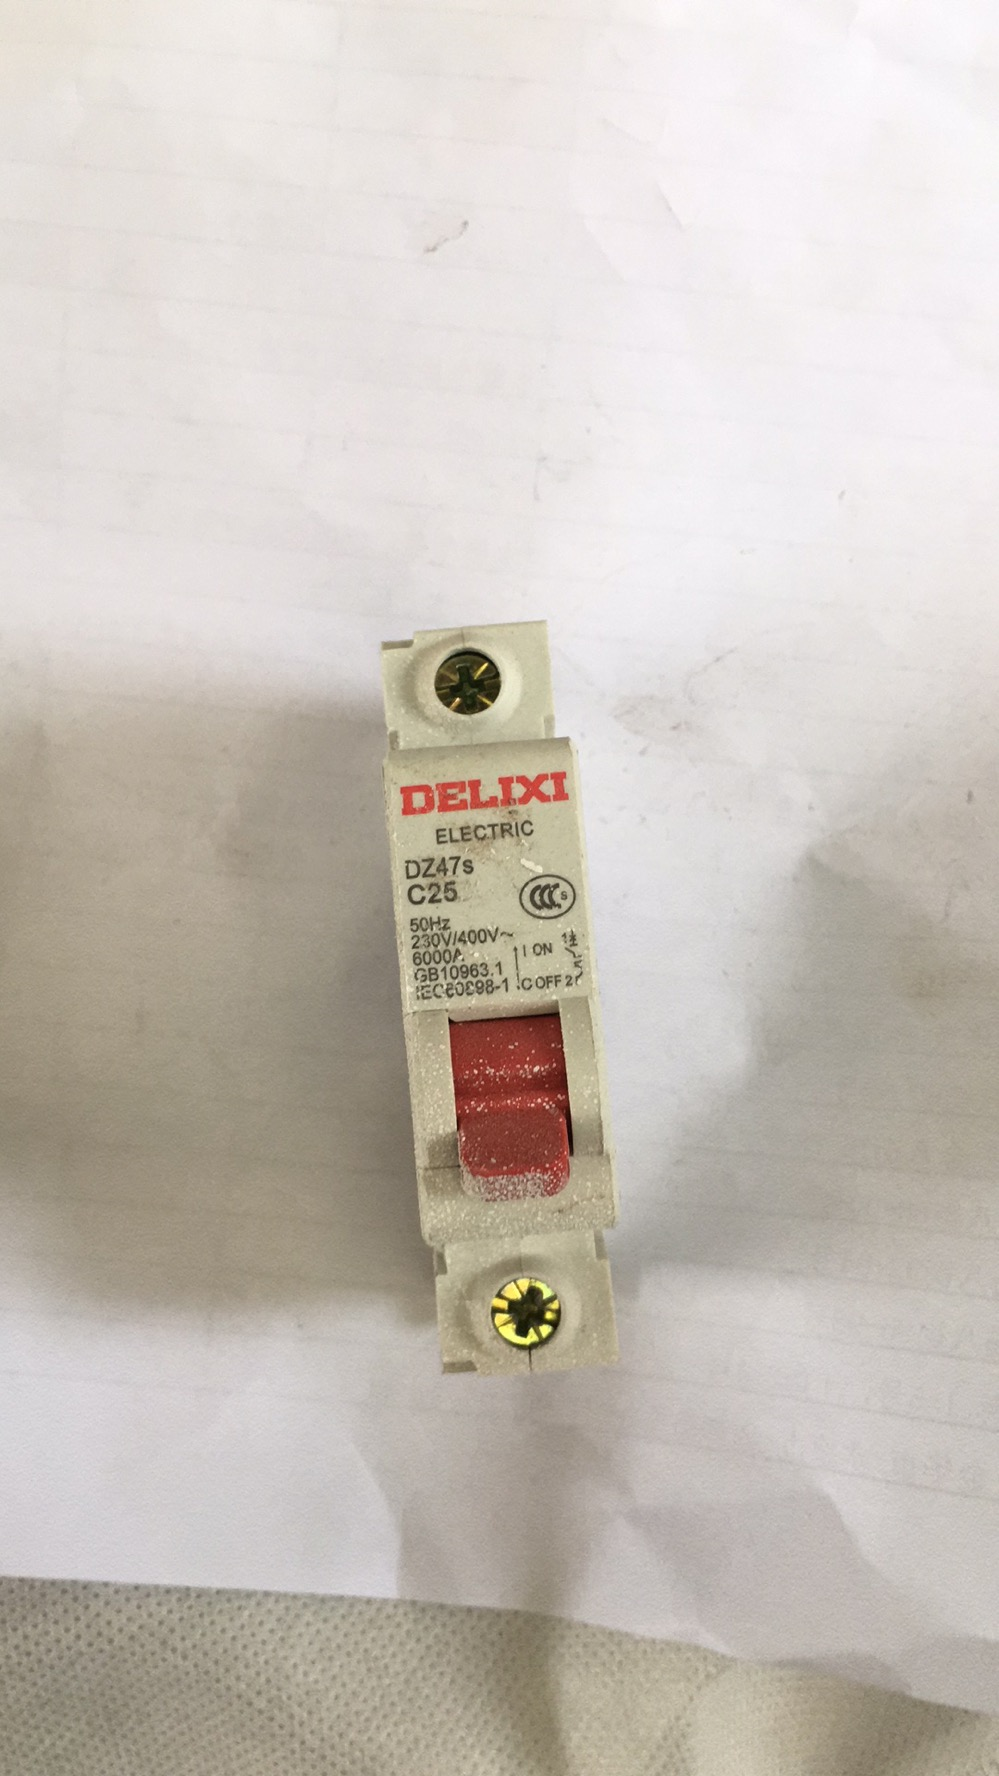 DELIXI
ELECTRIC
DZ47s
C25
CCC S
50Hz
230V/400V~
6000A
GB10963.1
IEC60898-1
I ON
O OFF
1
2